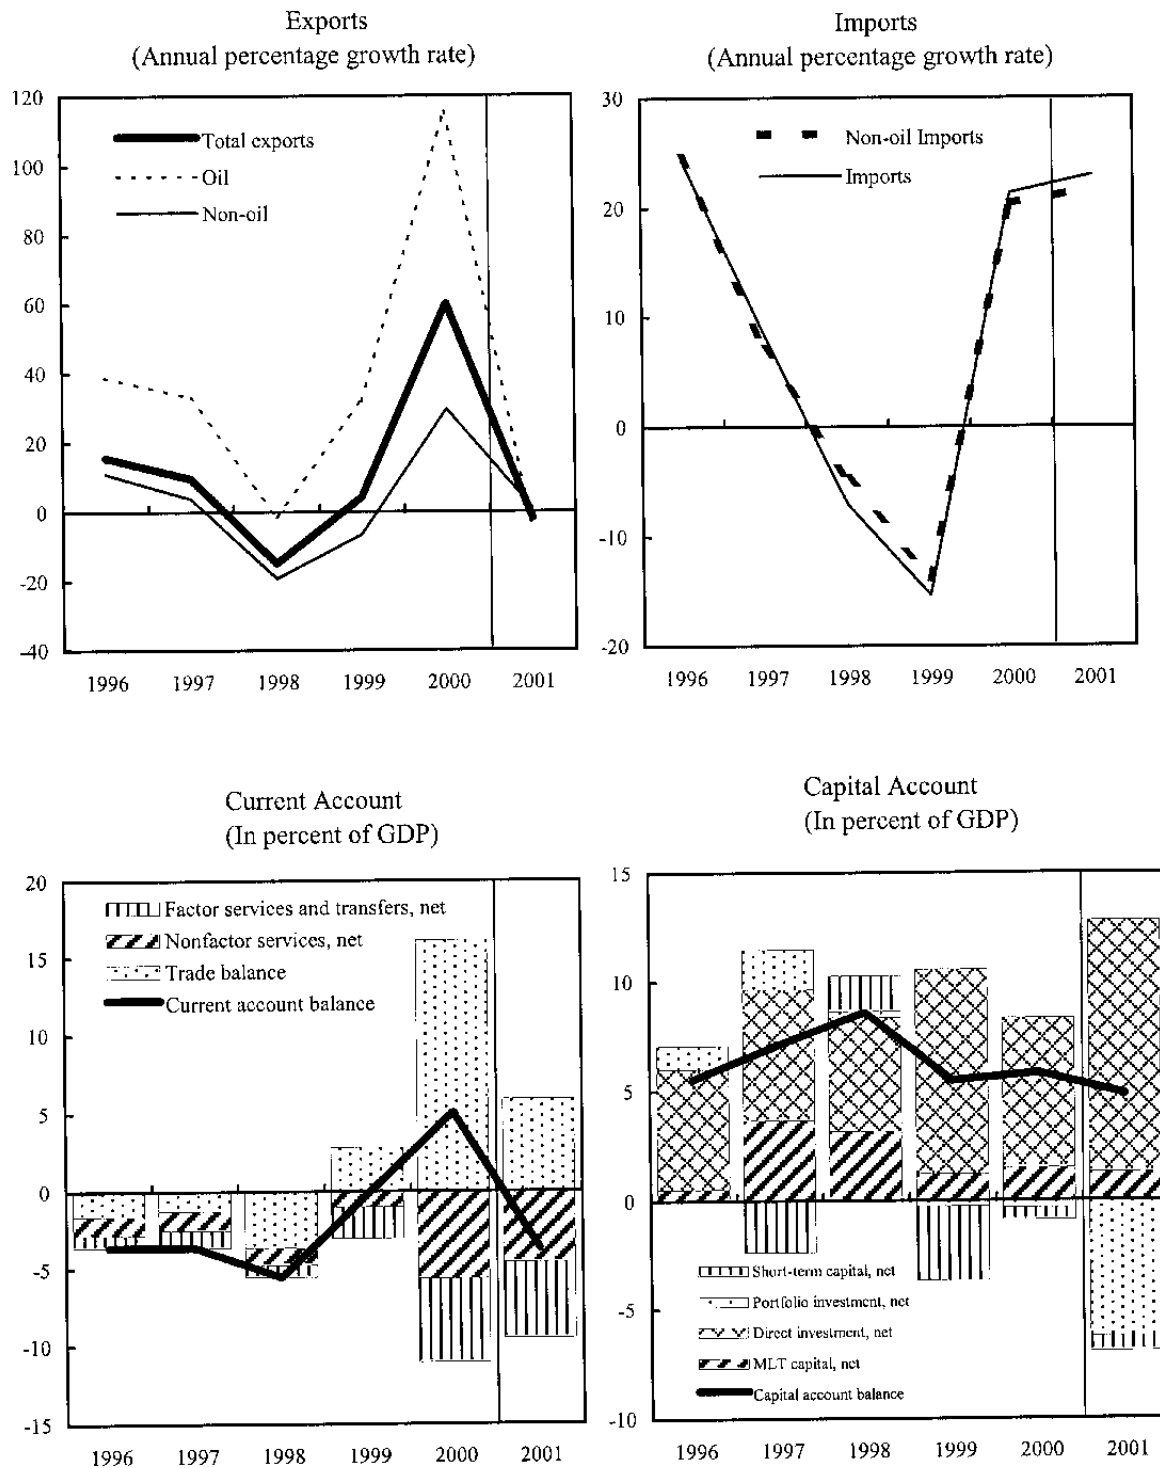 Exports
(Annual percentage growth rate)
120
100
80
60
40
20
0
-20
-40
Total exports
Oil
Non-oil
1996 1997 1998 1999 2000 2001
Imports
(Annual percentage growth rate)
30
20
10
0
-10
-20
Non-oil Imports
Imports
1996 1997 1998 1999 2000 2001
Current Account
(In percent of GDP)
20
15
10
5
0
-5
-10
-15
Factor services and transfers, net
Nonfactor services, net
Trade balance
Current account balance
1996 1997 1998 1999 2000 2001
Capital Account
(In percent of GDP)
15
10
5
0
-5
-10
Short-term capital, net
Portfolio investment, net
Direct investment, net
MLT capital, net
Capital account balance
1996 1997 1998 1999 2000 2001